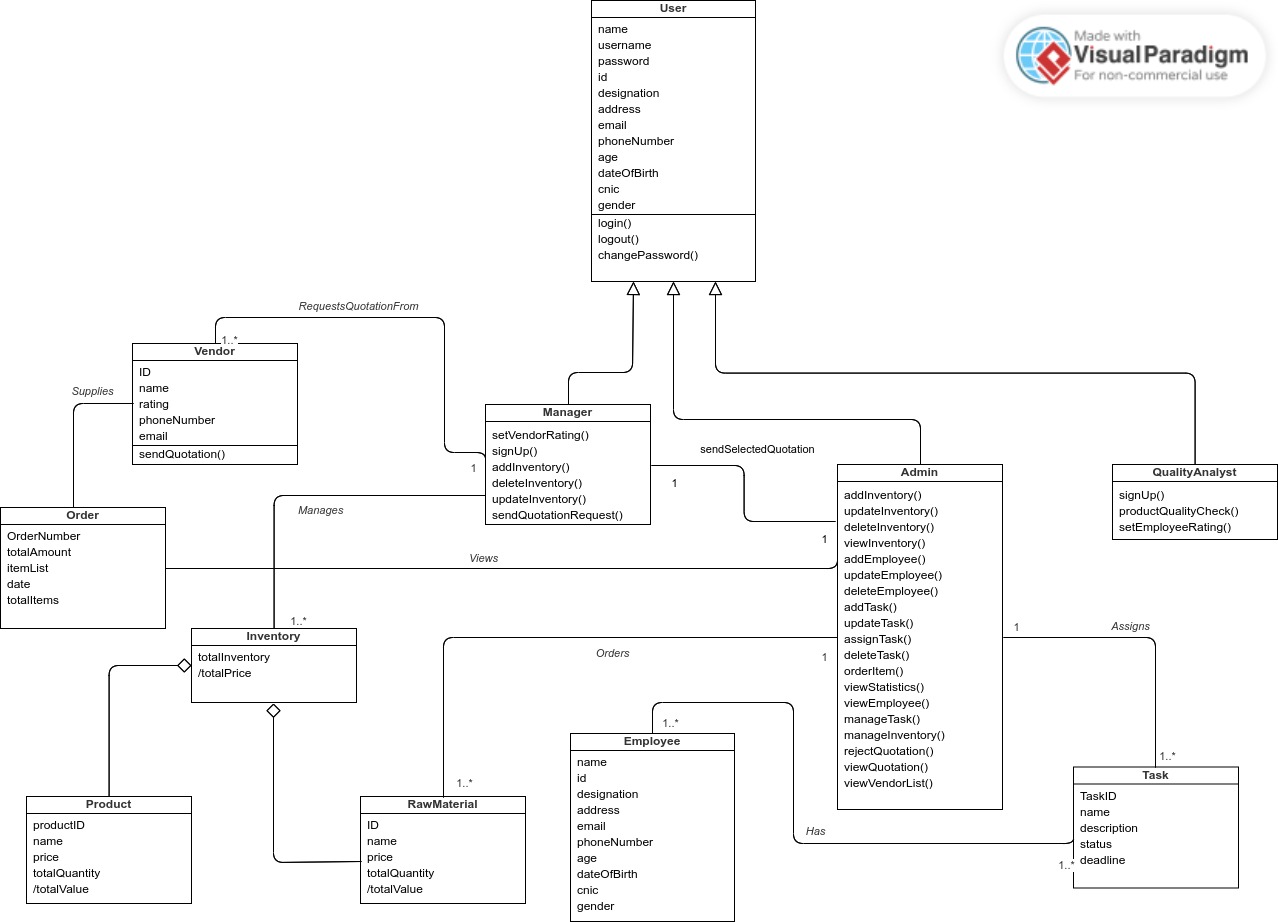 User
name
username
password
id
designation
address
email
phoneNumber
age
dateOfBirth
cnic
gender
login()
logout()
changePassword()
Made with
Visual Paradigm
For non-commercial use
RequestsQuotationFrom
1..*
Vendor
ID
name
rating
phoneNumber
email
sendQuotation()
Supplies
Manager
setVendorRating()
signUp()
addInventory()
deleteInventory()
updateInventory()
sendQuotationRequest()
1
Manages
sendSelectedQuotation
1
1
Admin
addInventory()
updateInventory()
deleteInventory()
viewInventory()
addEmployee()
updateEmployee()
deleteEmployee()
addTask()
updateTask()
assignTask()
deleteTask()
orderItem()
viewStatistics()
viewEmployee()
manageTask()
manageInventory()
rejectQuotation()
viewQuotation()
viewVendorList()
QualityAnalyst
signUp()
productQualityCheck()
setEmployeeRating()
Order
OrderNumber
totalAmount
itemList
date
totalItems
Views
1..*
Inventory
totalInventory
/totalPrice
Orders
1
1..*
1
Assigns
1..*
Product
productID
name
price
totalQuantity
/totalValue
RawMaterial
ID
name
price
totalQuantity
/totalValue
1..*
Employee
name
id
designation
address
email
phoneNumber
age
dateOfBirth
cnic
gender
Has
1..*
Task
TaskID
name
description
status
deadline